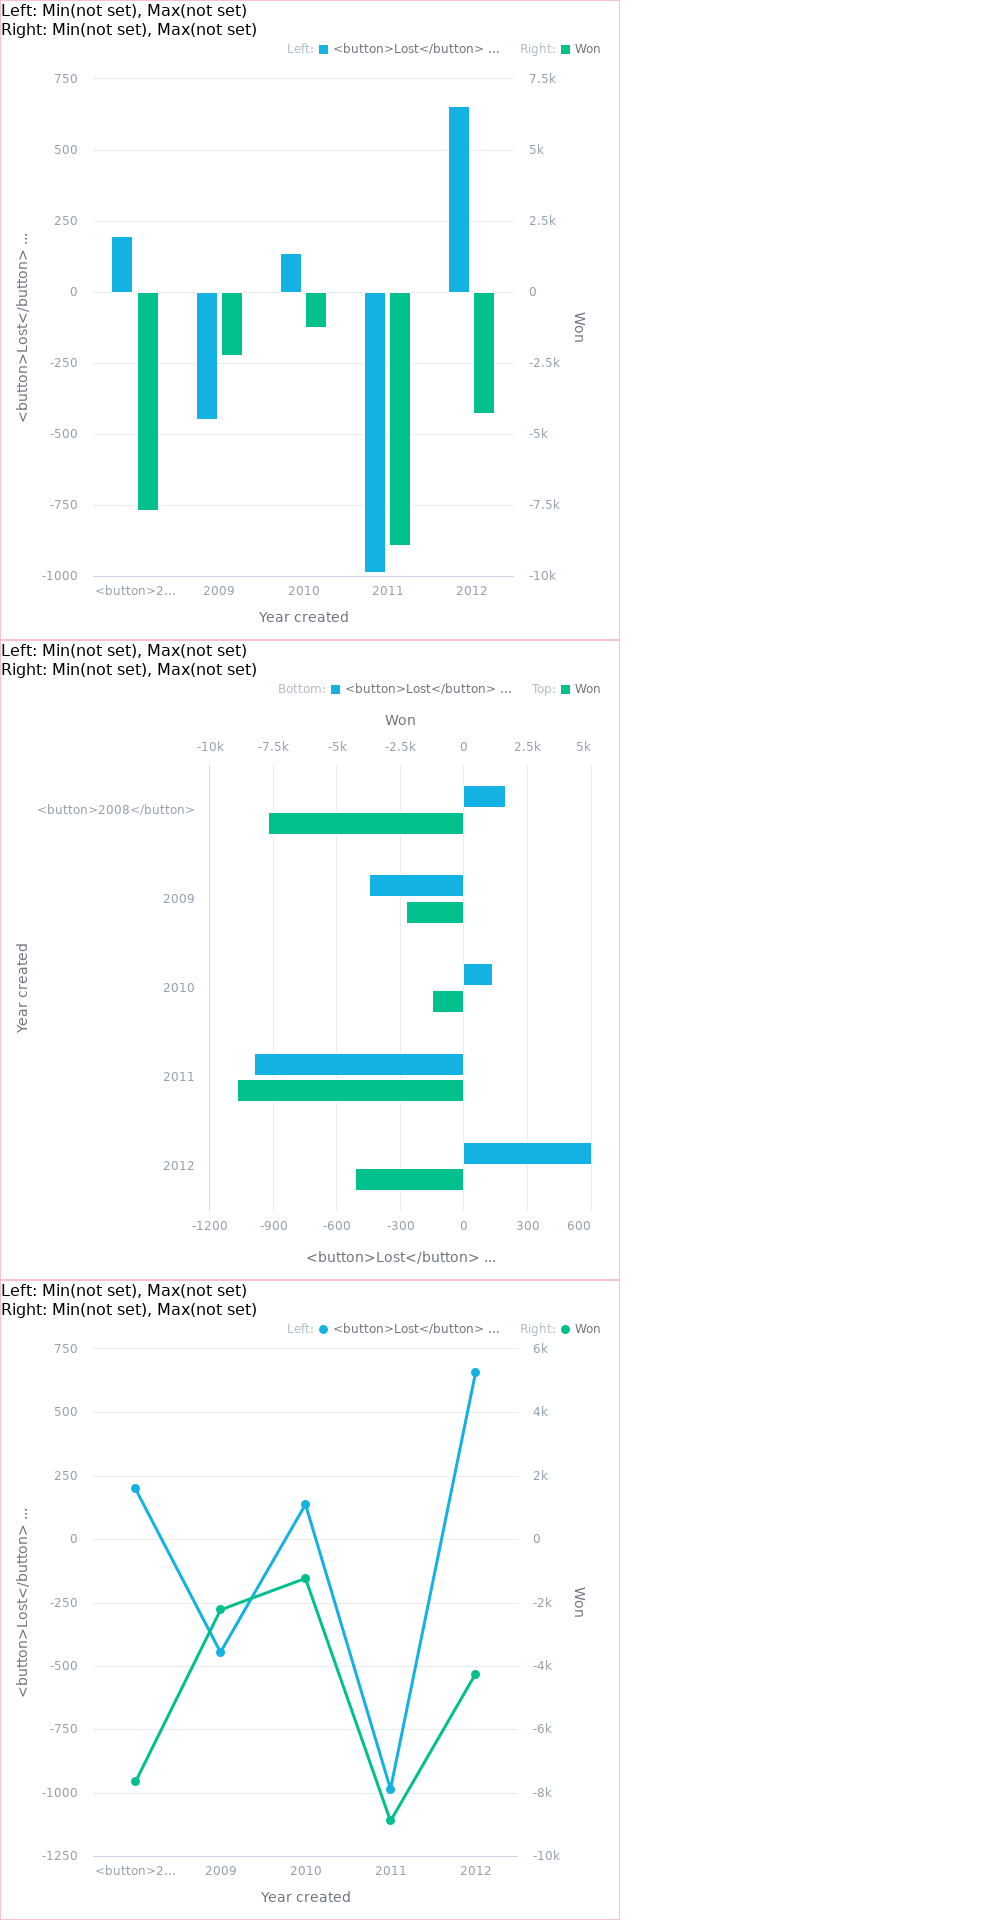 Left: Min(not set), Max(not set)
Right: Min(not set), Max(not set)
Left: <button>Lost</button> ... Right: Won
750 7.5k
500 5k
250 2.5k
0 0
-250 -2.5k
-500 -5k
-750 -7.5k
-1000 -10k
<button>Lost</button> ...
Won
<button>2... 2009 2010 2011 2012
Year created
Left: Min(not set), Max(not set)
Right: Min(not set), Max(not set)
Bottom: <button>Lost</button> ... Top: Won
Won
-10k -7.5k -5k -2.5k 0 2.5k 5k
<button>2008</button>
2009
2010
2011
2012
Year created
-1200 -900 -600 -300 0 300 600
<button>Lost</button> ...
Left: Min(not set), Max(not set)
Right: Min(not set), Max(not set)
Left: <button>Lost</button> ... Right: Won
750 6k
500 4k
250 2k
0 0
-250 -2k
-500 -4k
-750 -6k
-1000 -8k
-1250 -10k
<button>Lost</button> ...
Won
<button>2... 2009 2010 2011 2012
Year created